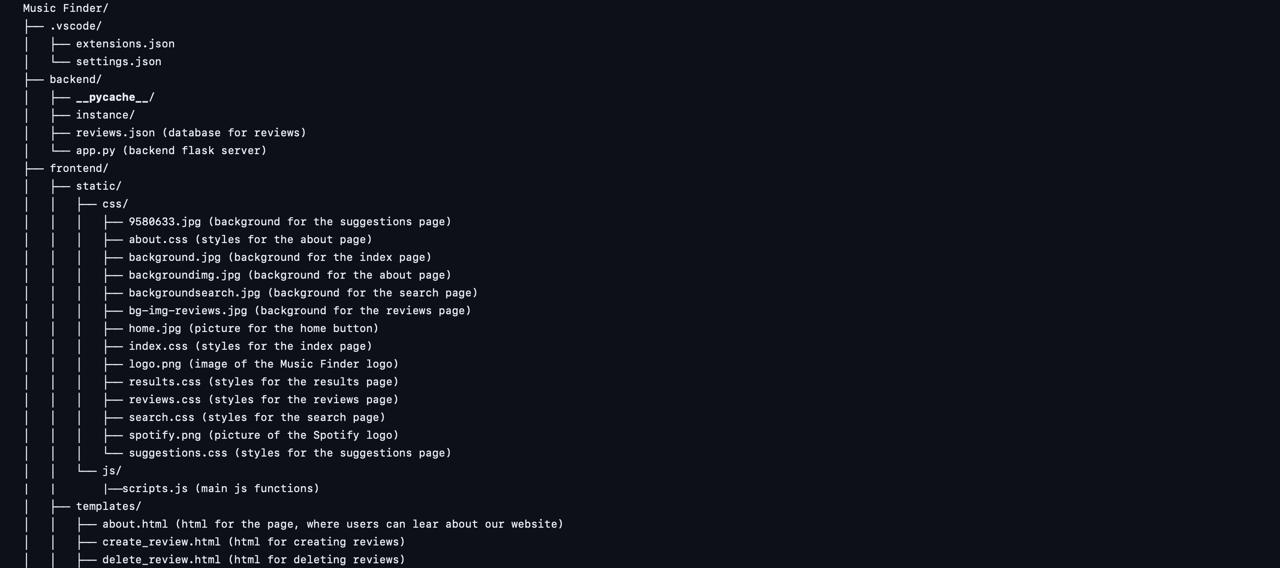 Music Finder/
├── .vscode/
│   ├── extensions.json
│   └── settings.json
├── backend/
│   ├── __pycache__/
│   ├── instance/
│   ├── reviews.json (database for reviews)
│   └── app.py (backend flask server)
├── frontend/
│   ├── static/
│   │   ├── css/
│   │   │   ├── 9580633.jpg (background for the suggestions page)
│   │   │   ├── about.css (styles for the about page)
│   │   │   ├── background.jpg (background for the index page)
│   │   │   ├── backgroundimg.jpg (background for the about page)
│   │   │   ├── backgroundsearch.jpg (background for the search page)
│   │   │   ├── bg-img-reviews.jpg (background for the reviews page)
│   │   │   ├── home.jpg (picture for the home button)
│   │   │   ├── index.css (styles for the index page)
│   │   │   ├── logo.png (image of the Music Finder logo)
│   │   │   ├── results.css (styles for the results page)
│   │   │   ├── reviews.css (styles for the reviews page)
│   │   │   ├── search.css (styles for the search page)
│   │   │   ├── spotify.png (picture of the Spotify logo)
│   │   │   └── suggestions.css (styles for the suggestions page)
│   │   └── js/
|   |       |──scripts.js (main js functions)
│   ├── templates/
│   │   ├── about.html (html for the page, where users can lear about our website)
│   │   ├── create_review.html (html for creating reviews)
│   │   ├── delete_review.html (html for deleting reviews)